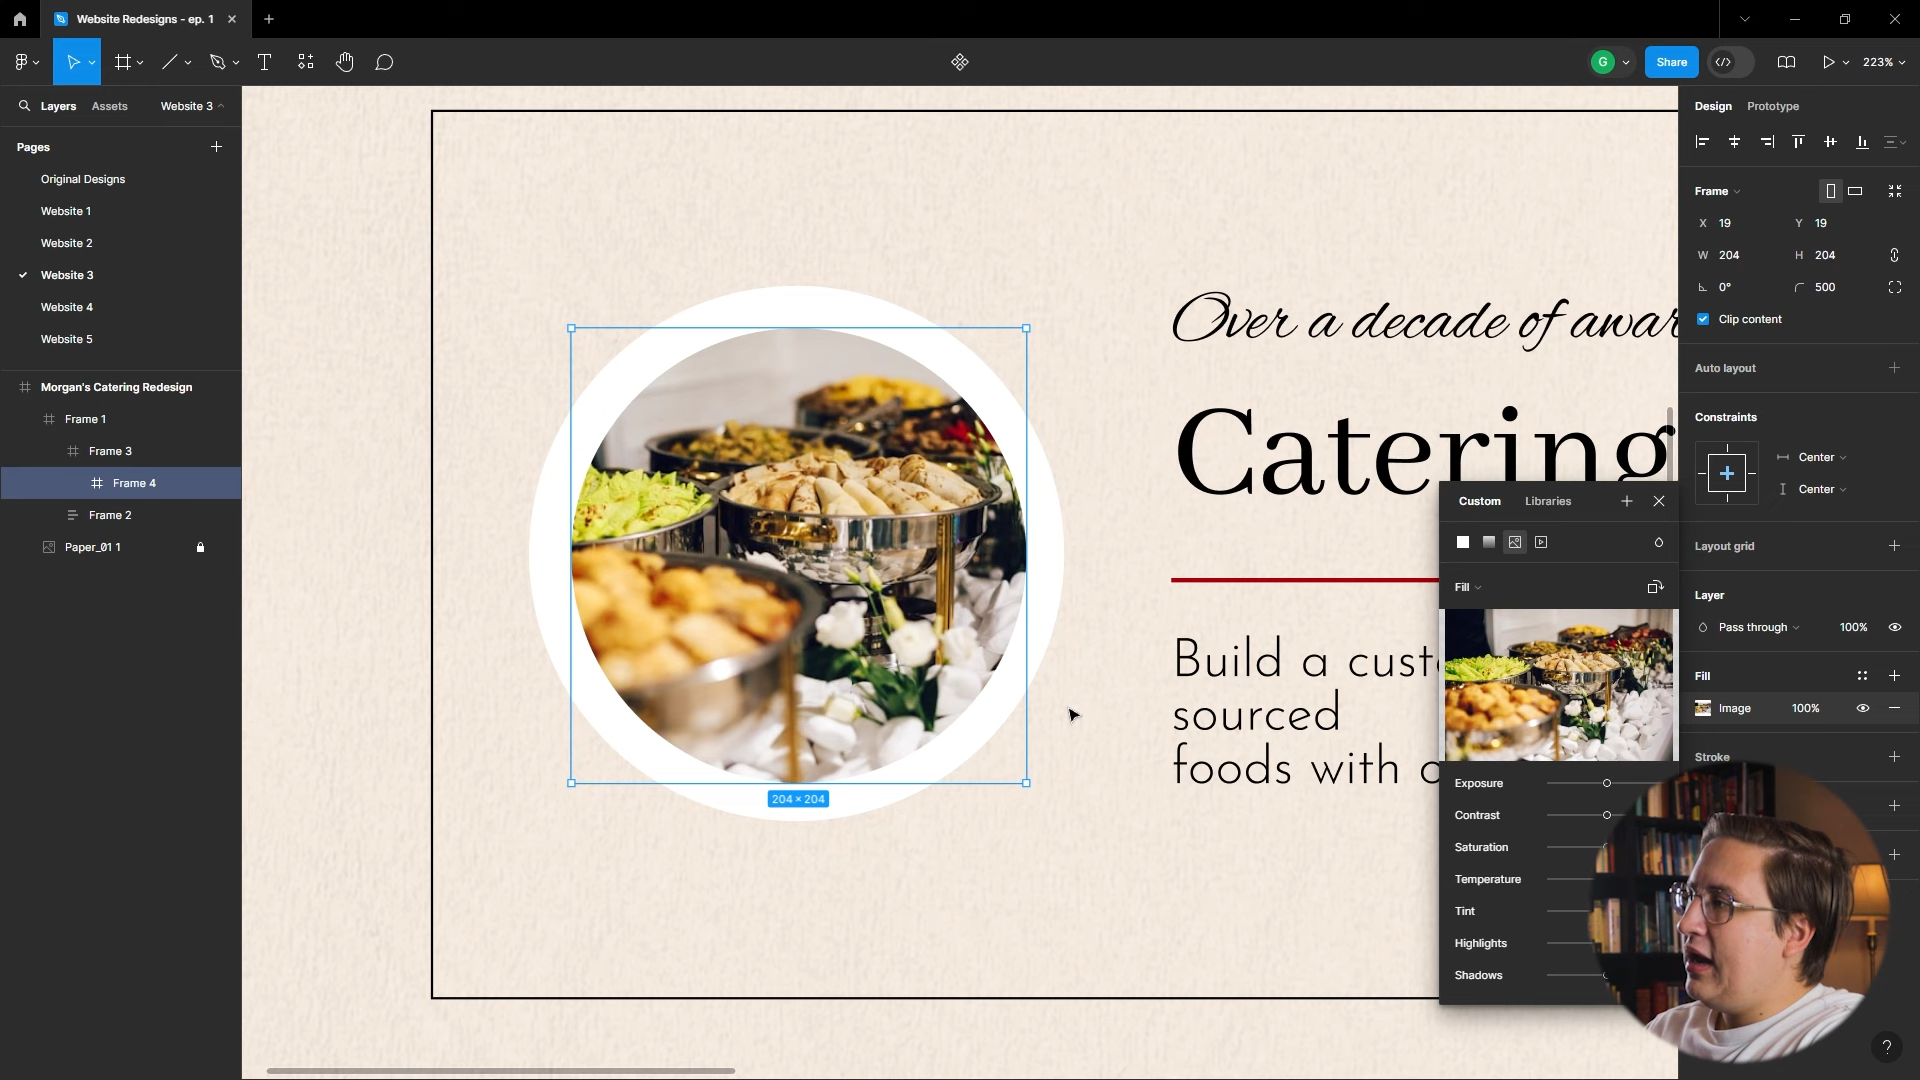 Website Redesigns - ep. 1
G
Share
223%
Layers
Assets
Website 3
Pages
Original Designs
Website 1
Website 2
Website 3
Website 4
Website 5
Morgan's Catering Redesign
Frame 1
Frame 3
Frame 4
Frame 2
Paper_01 1
Over a decade of awar
Catering
Build a custo
sourced
foods with
204 × 204
Custom
Libraries
Fill
Exposure
Contrast
Saturation
Temperature
Tint
Highlights
Shadows
Design
Prototype
Frame
X 19
Y 19
W 204
H 204
0°
500
Clip content
Auto layout
Constraints
Center
Center
Layout grid
Layer
Pass through
100%
Fill
Image
100%
Stroke
?